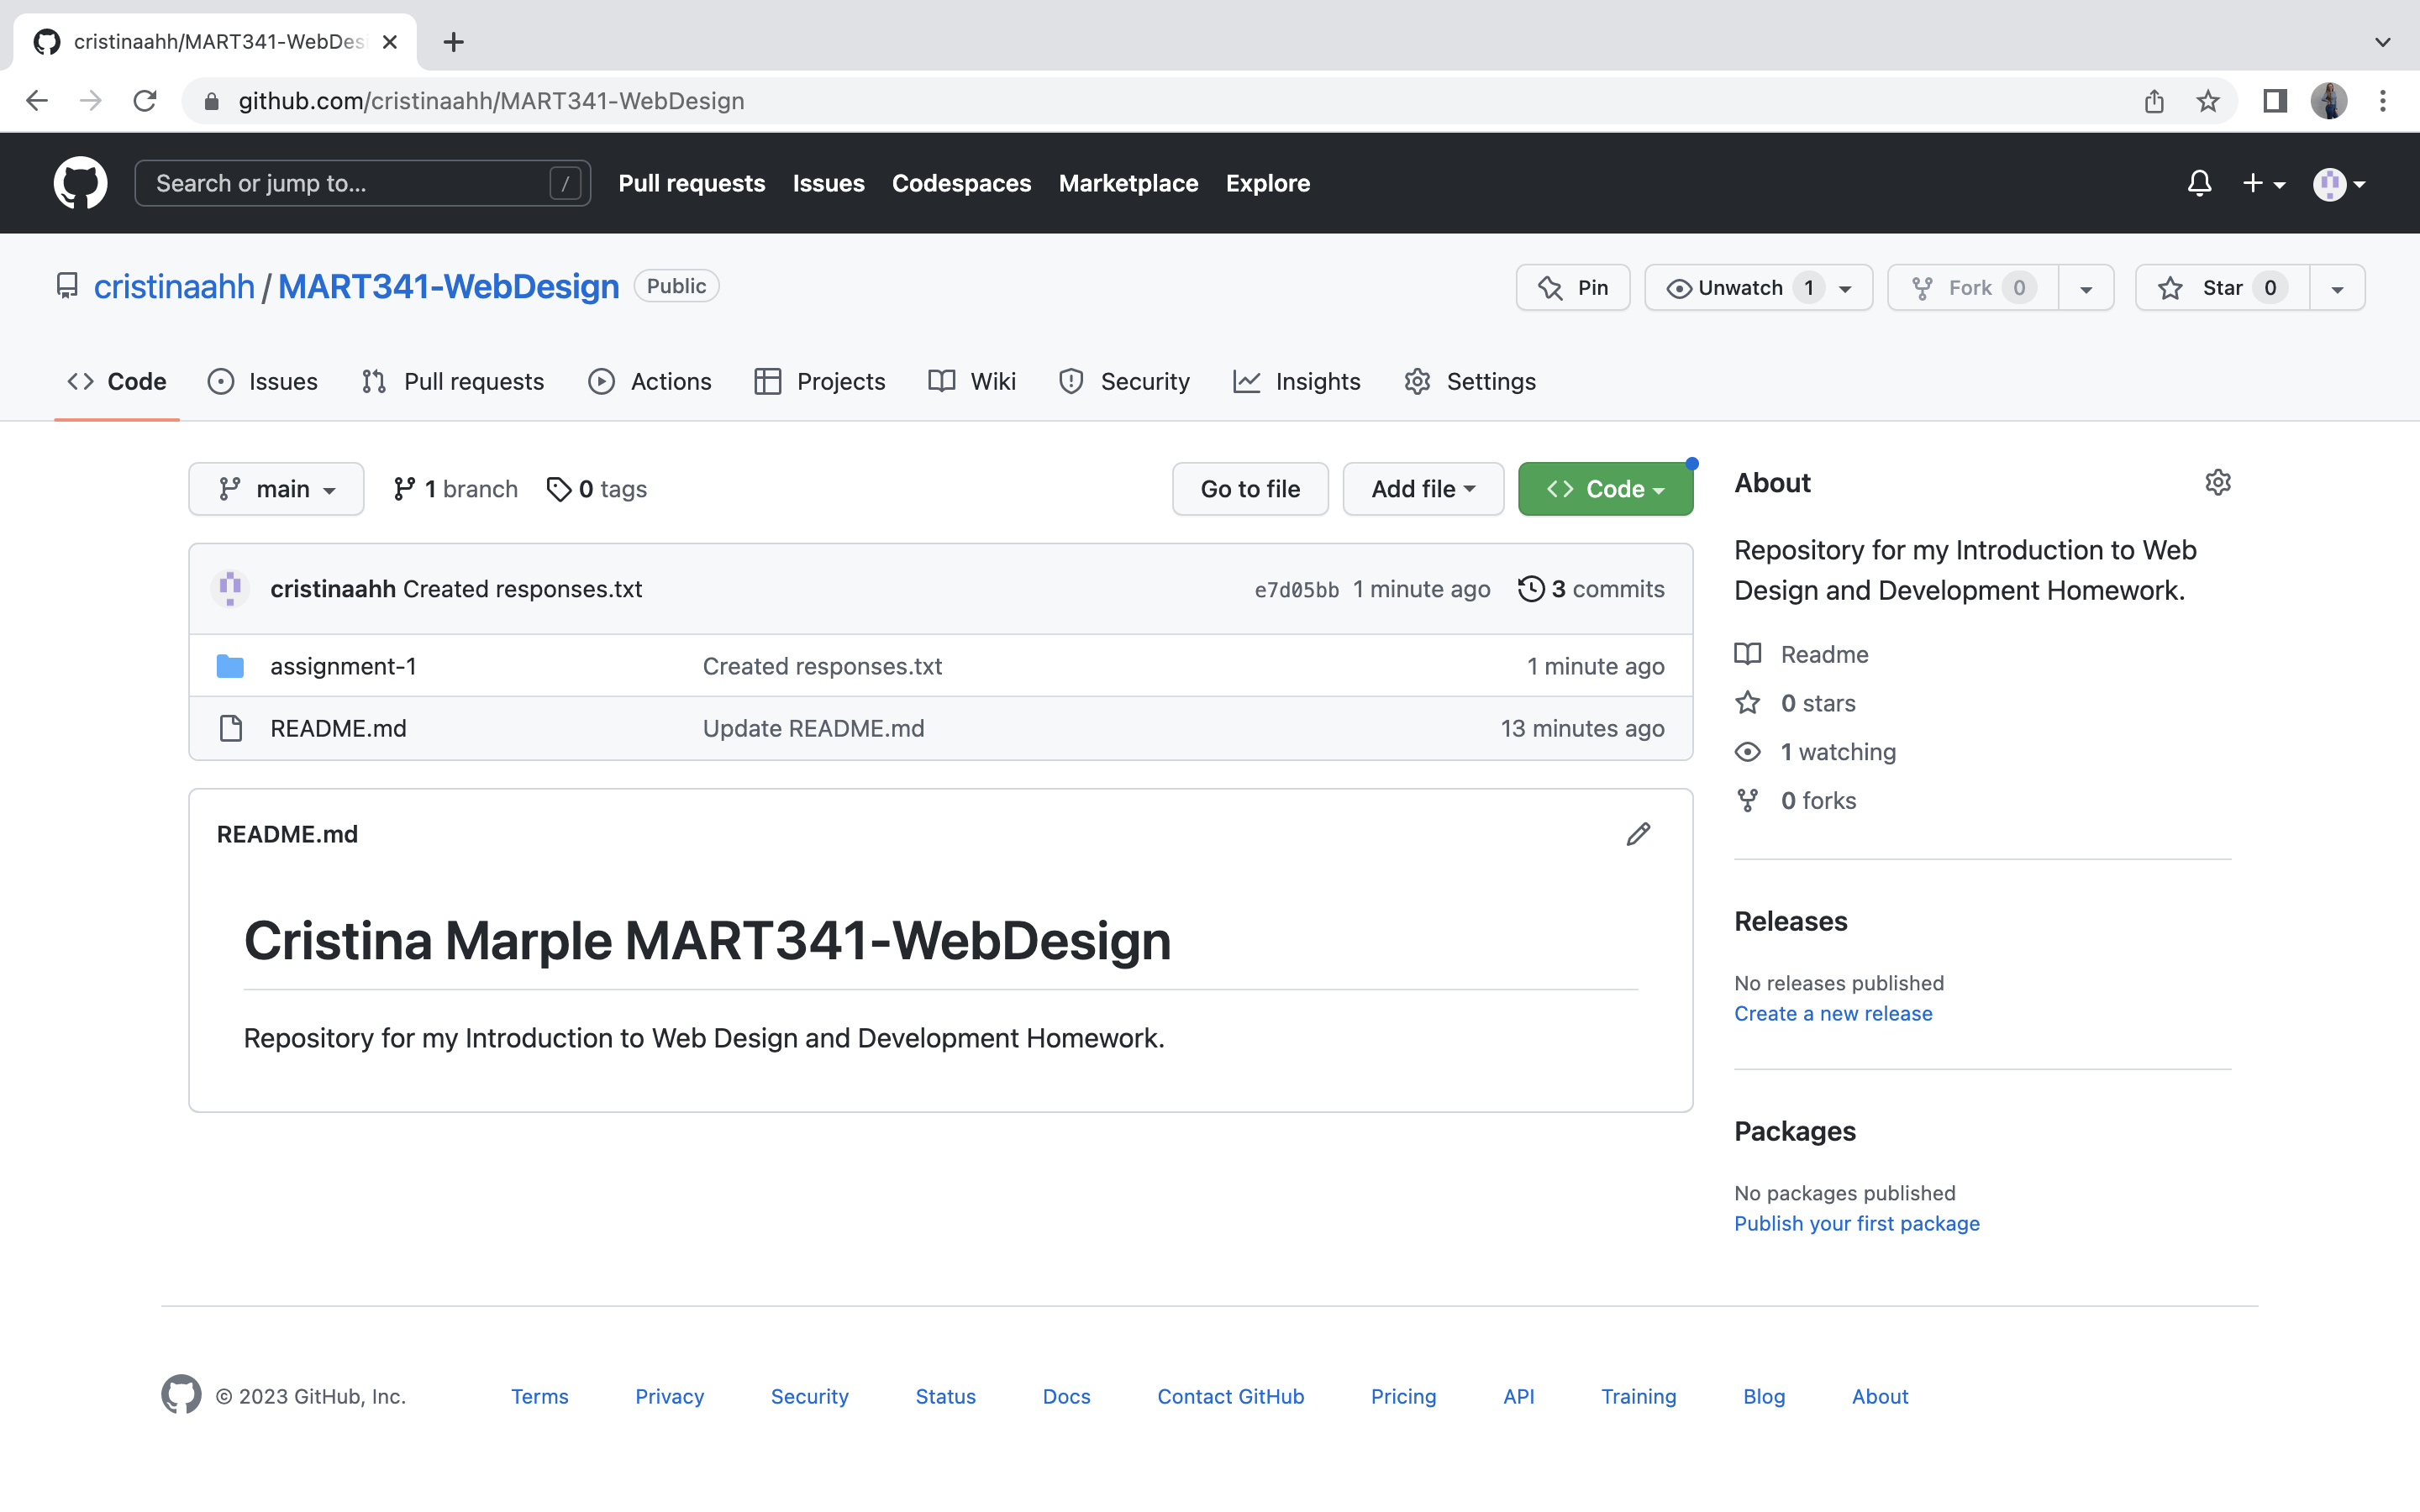 cristinaahh/MART341-WebDes
github.com/cristinaahh/MART341-WebDesign
Search or jump to... /
Pull requests Issues Codespaces Marketplace Explore
cristinaahh / MART341-WebDesign Public
Pin Unwatch 1 Fork 0 Star 0
Code Issues Pull requests Actions Projects Wiki Security Insights Settings
main 1 branch 0 tags Go to file Add file Code
cristinaahh Created responses.txt e7d05bb 1 minute ago 3 commits
assignment-1 Created responses.txt 1 minute ago
README.md Update README.md 13 minutes ago
README.md
Cristina Marple MART341-WebDesign
Repository for my Introduction to Web Design and Development Homework.
About
Repository for my Introduction to Web
Design and Development Homework.
Readme
0 stars
1 watching
0 forks
Releases
No releases published
Create a new release
Packages
No packages published
Publish your first package
© 2023 GitHub, Inc. Terms Privacy Security Status Docs Contact GitHub Pricing API Training Blog About